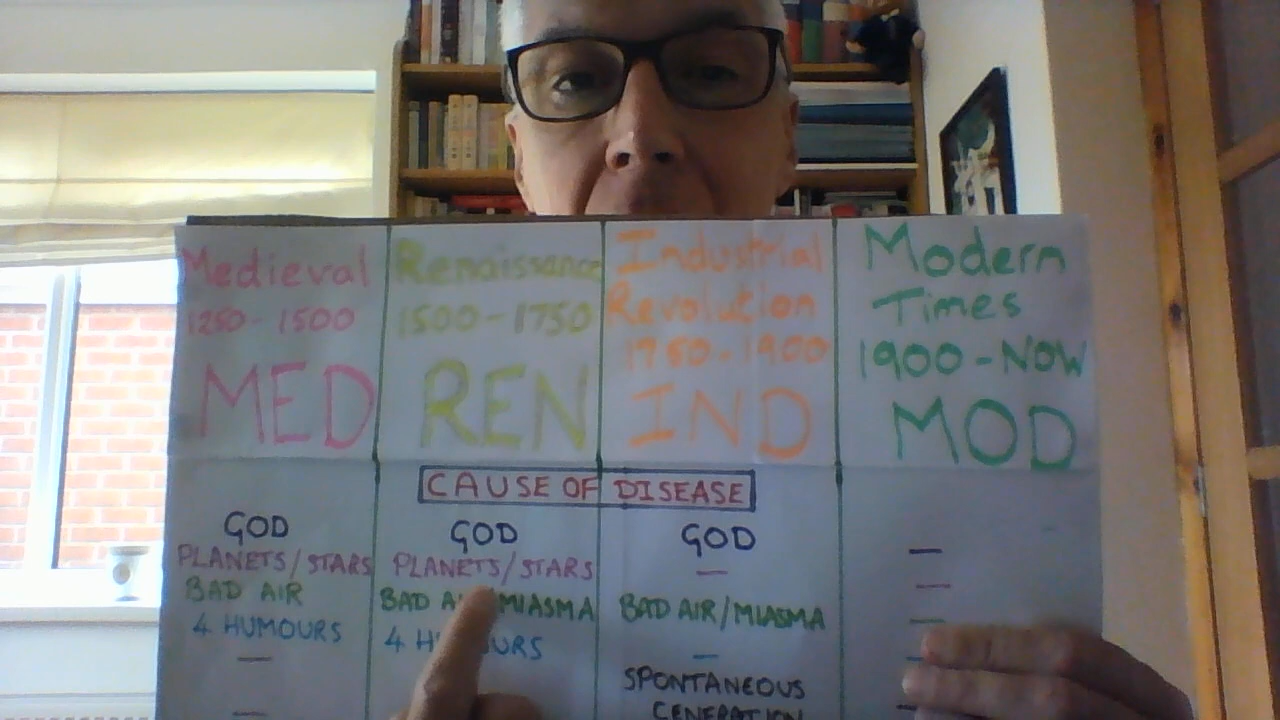 Medieval
1250-1500
MED
Renaissance
1500-1750
REN
Industrial
Revolution
1750-1900
IND
Modern
Times
1900-NOW
MOD
CAUSE OF DISEASE
GOD
PLANETS/STARS
BAD AIR
4 HUMOURS
GOD
PLANETS/STARS
BAD /MIASMA
4
GOD
BAD AIR/MIASMA
SPONTANEOUS
GENERATION